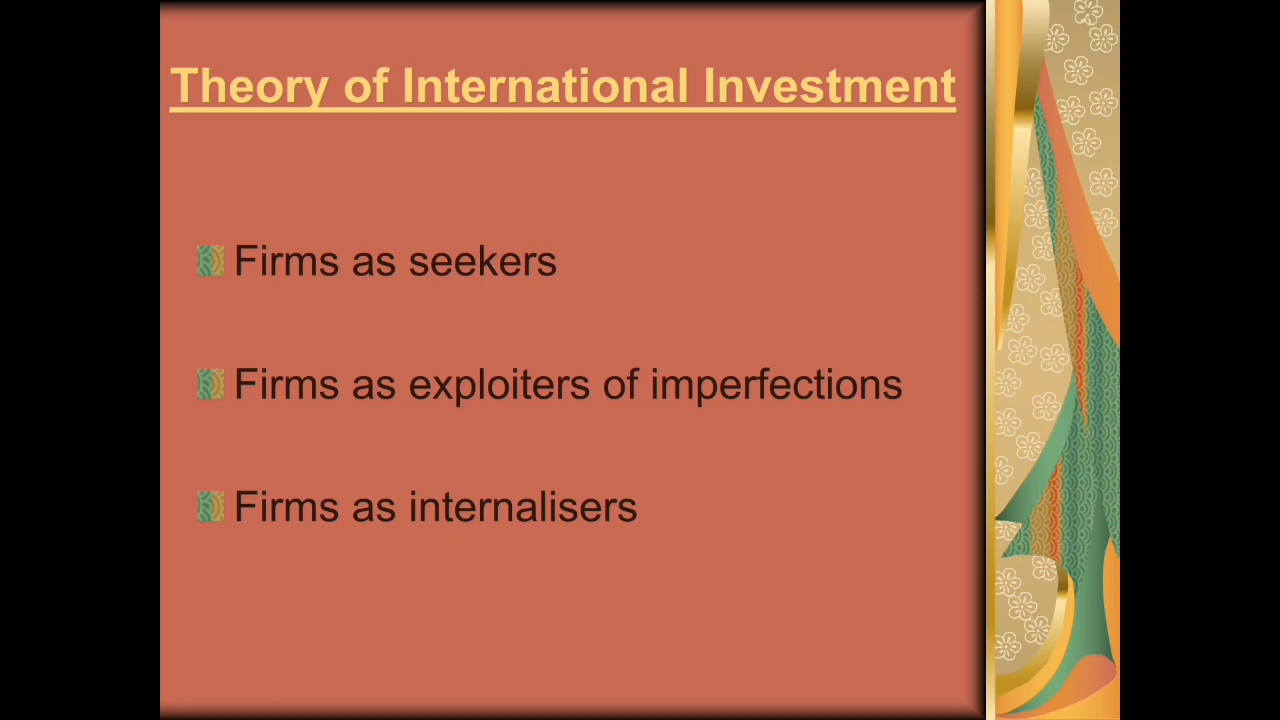 Theory of International Investment
Firms as seekers
Firms as exploiters of imperfections
Firms as internalisers